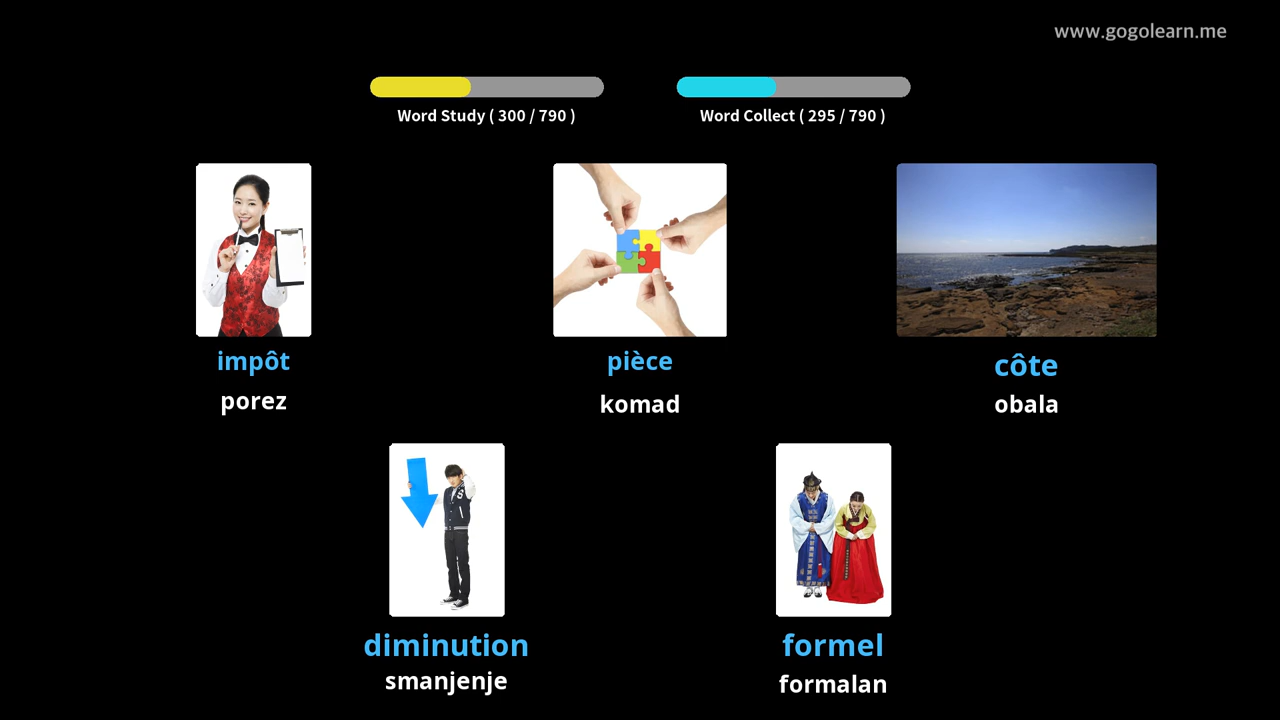 www.gogolearn.me
Word Study ( 300 / 790 )
Word Collect ( 295 / 790 )
impôt
porez
pièce
komad
côte
obala
diminution
smanjenje
formel
formalan